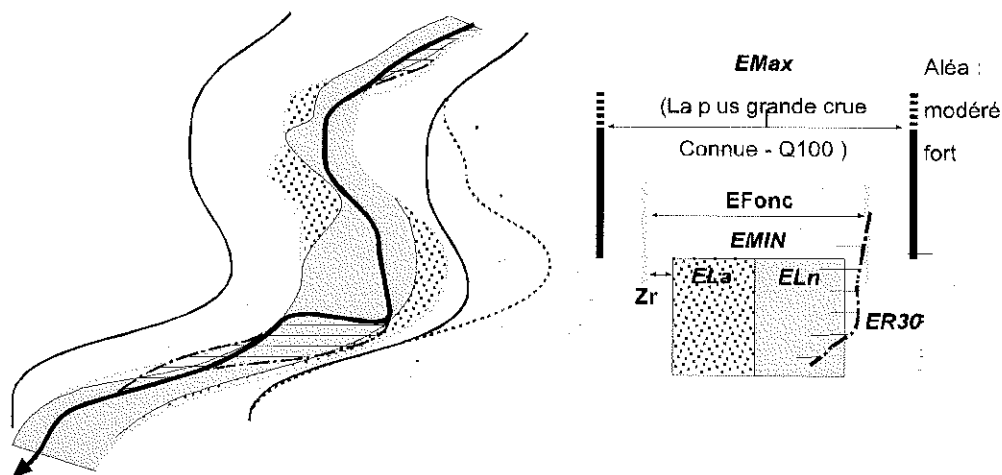 EMax
(La p us grande crue
Connue - Q100 )
Aléa :
modéré
fort
EFonc
EMIN
ELa
ELn
Zr
ER30